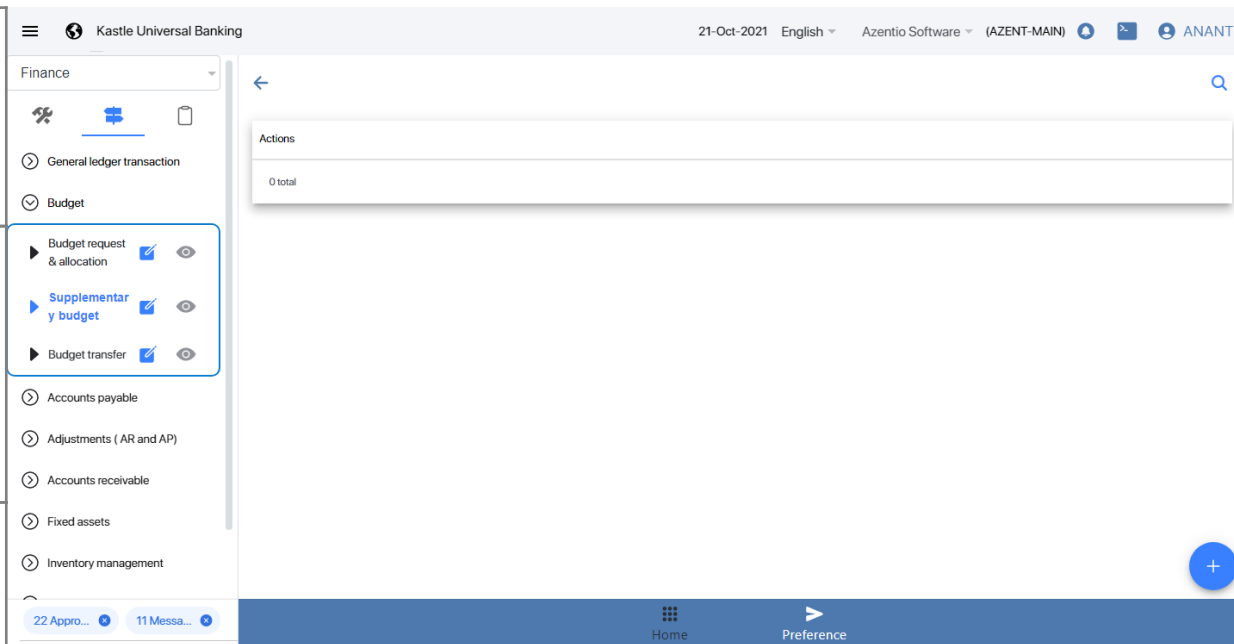 Kastle Universal Banking
21-Oct-2021 English Azentio Software (AZENT-MAIN) ANANT
Finance
General ledger transaction
Budget
Budget request
& allocation
Supplementar
y budget
Budget transfer
Accounts payable
Adjustments ( AR and AP)
Accounts receivable
Fixed assets
Inventory management
22 Appro...
11 Messa...
Actions
0 total
Home
Preference